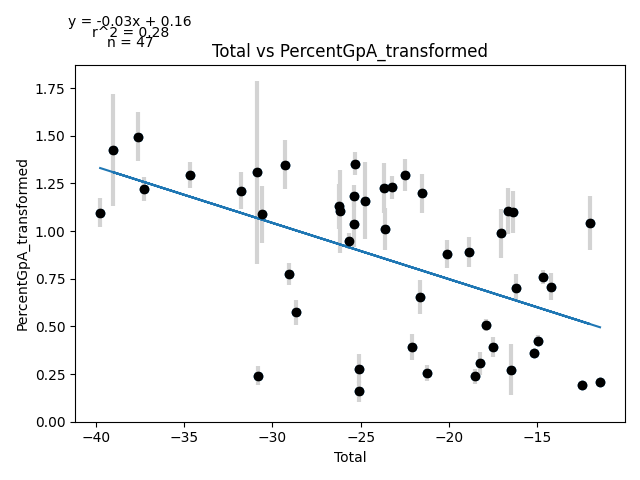 y = -0.03x + 0.16
r^2 = 0.28
n = 47
Total vs PercentGpA_transformed
PercentGpA_transformed
1.75
1.50
1.25
1.00
0.75
0.50
0.25
0.00
−40
−35
−30
−25
−20
−15
Total